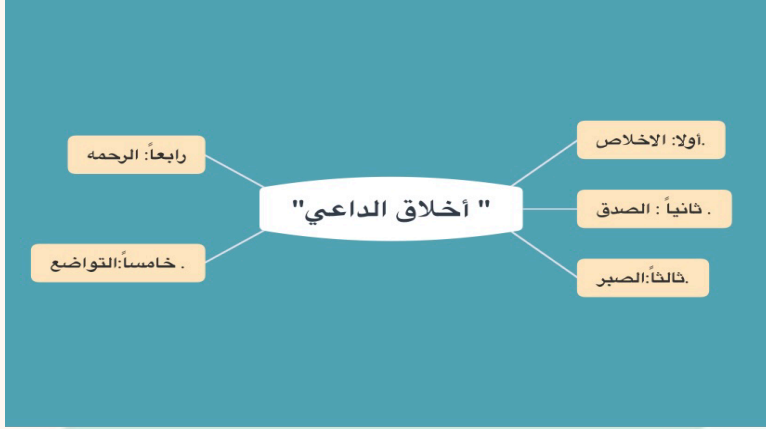 " أخلاق الداعي"
.أولا: الاخلاص
. ثانياً : الصدق
.ثالثاً:الصبر
رابعاً: الرحمه
. خامساً:التواضع